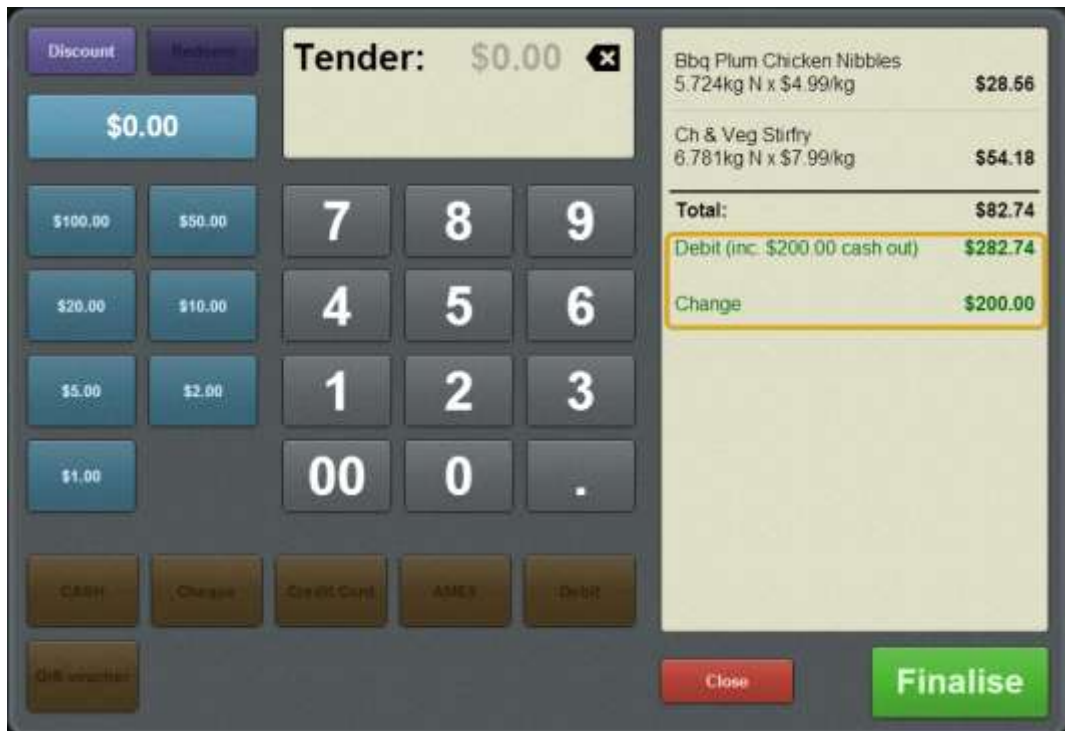 Discount
Redeem
$0.00
$100.00
$50.00
$20.00
$10.00
$5.00
$2.00
$1.00
Tender: $0.00
7
8
9
4
5
6
1
2
3
00
0
.
CASH
Cheque
Credit Card
AMEX
Debit
Gift voucher
Bbq Plum Chicken Nibbles
5.724kg N x $4.99/kg $28.56
Ch & Veg Stirfry
6.781kg N x $7.99/kg $54.18
Total: $82.74
Debit (inc. $200.00 cash out) $282.74
Change $200.00
Close
Finalise